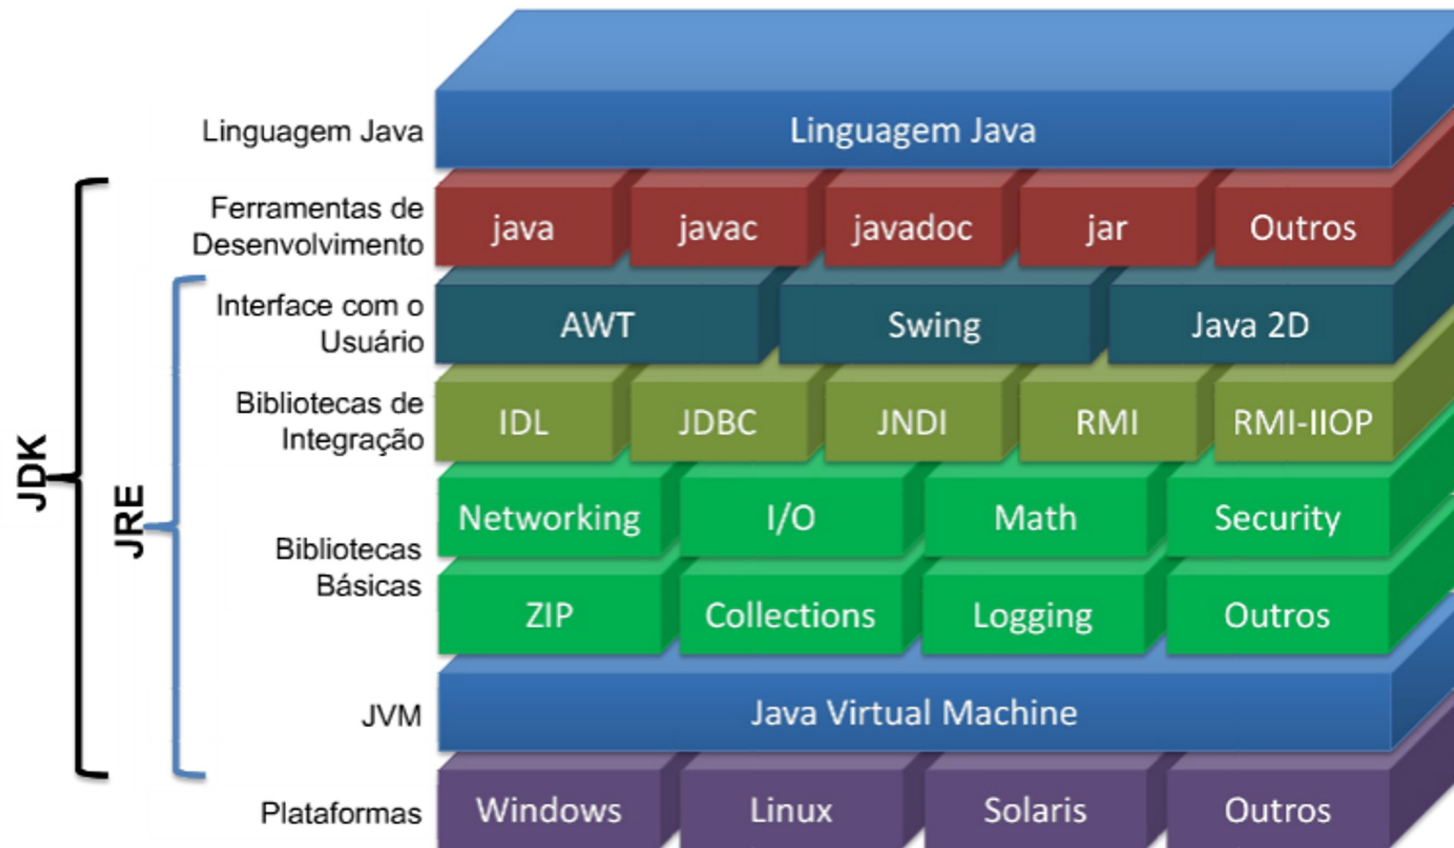 Linguagem Java
Linguagem Java
Ferramentas de
Desenvolvimento
java
javac
javadoc
jar
Outros
Interface com o
Usuário
AWT
Swing
Java 2D
Bibliotecas de
Integração
IDL
JDBC
JNDI
RMI
RMI-IIOP
JDK
JRE
Bibliotecas
Básicas
Networking
I/O
Math
Security
ZIP
Collections
Logging
Outros
JVM
Java Virtual Machine
Plataformas
Windows
Linux
Solaris
Outros